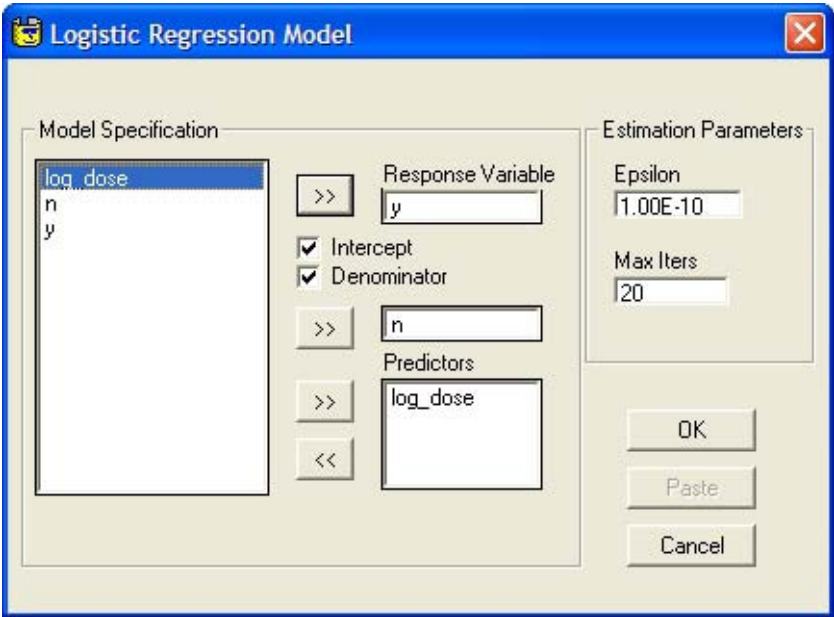 Logistic Regression Model
Model Specification
log_dose
n
y
>>
Response Variable
y
Intercept
Denominator
>>
n
Predictors
>>
log_dose
<<
Estimation Parameters
Epsilon
1.00E-10
Max Iters
20
OK
Paste
Cancel